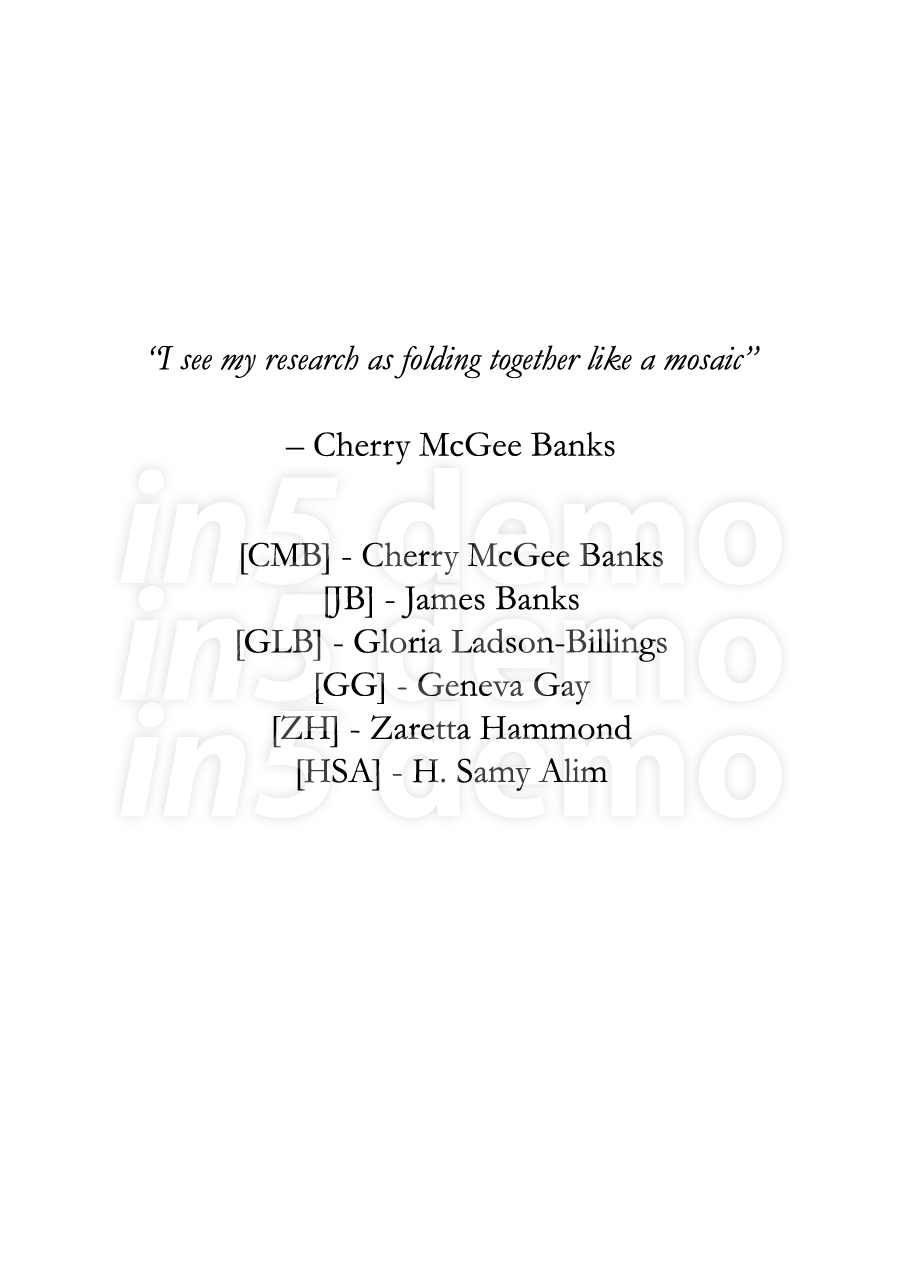 “I see my research as folding together like a mosaic”
– Cherry McGee Banks
[CMB] - Cherry McGee Banks
[JB] - James Banks
[GLB] - Gloria Ladson-Billings
[GG] - Geneva Gay
[ZH] - Zaretta Hammond
[HSA] - H. Samy Alim
in5 demo
in5 demo
in5 demo